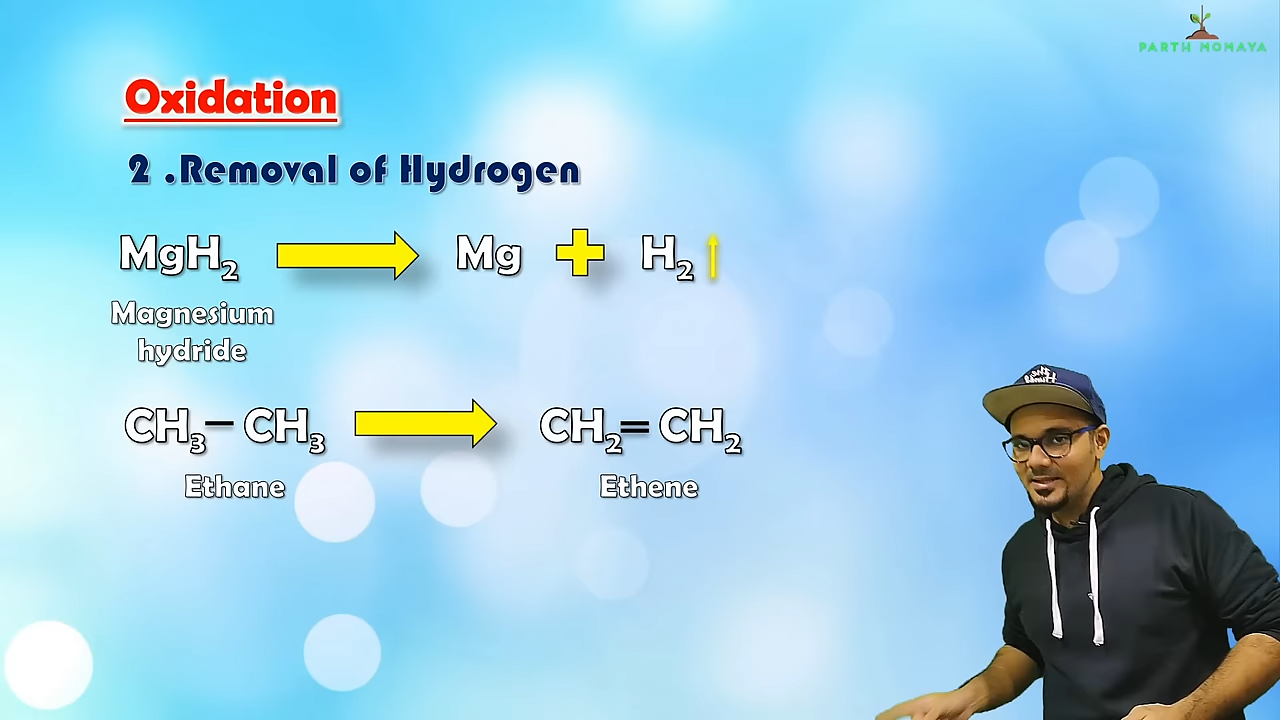 PARTH MOMAYA
Oxidation
2 .Removal of Hydrogen
MgH₂ → Mg + H₂ ↑
Magnesium
hydride
CH₃ – CH₃ → CH₂ = CH₂
Ethane Ethene